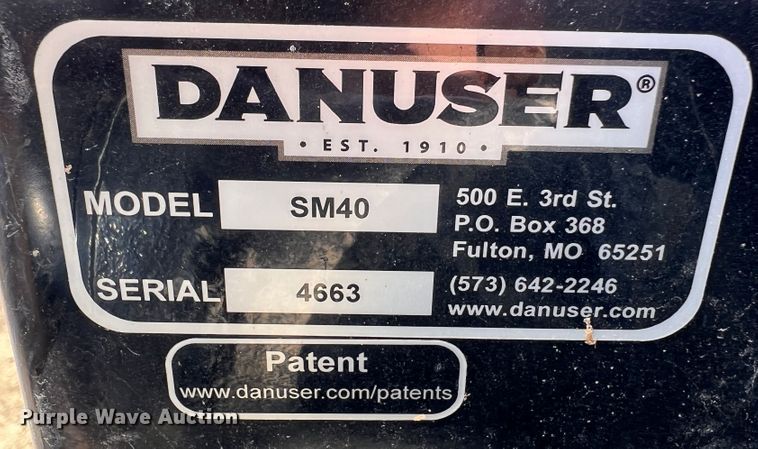 DANUSER®
• EST. 1910 •
MODEL SM40
500 E. 3rd St.
P.O. Box 368
Fulton, MO 65251
SERIAL 4663
(573) 642-2246
www.danuser.com
Patent
www.danuser.com/patents
Purple Wave Auction